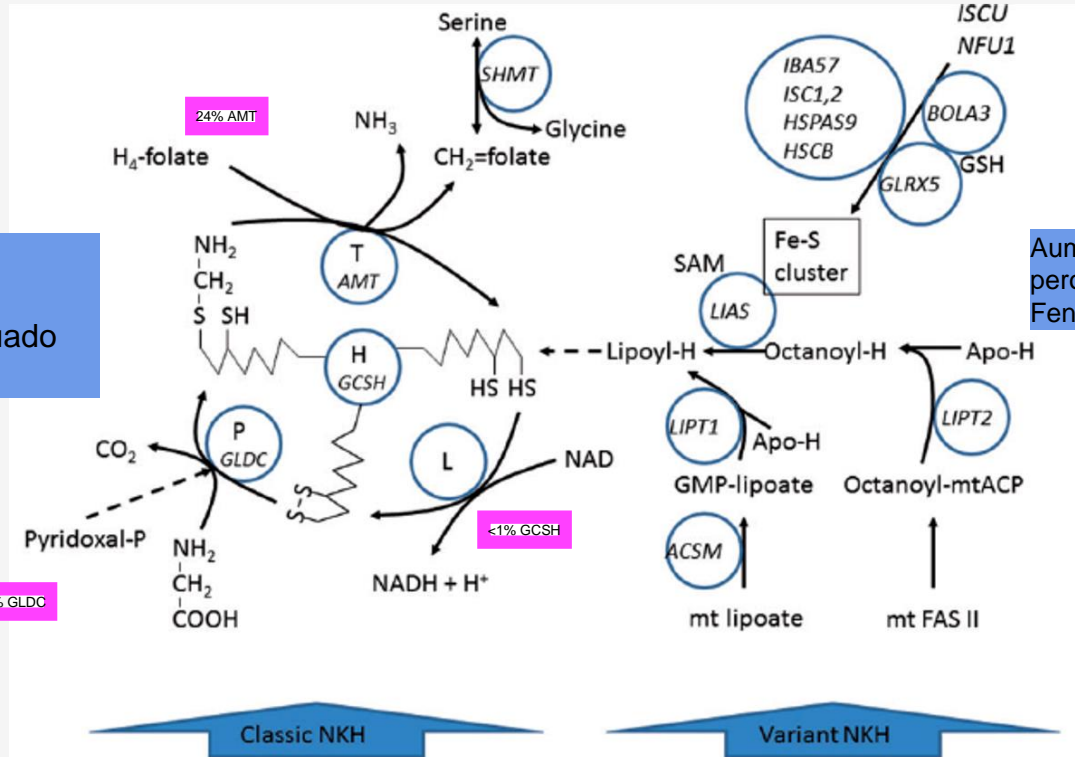 Serine
SHMT
Glycine
CH2=folate
NH3
24% AMT
H4-folate
T
AMT
NH2
CH2
S SH
H
GCSH
HS HS
P
GLDC
CO2
Pyridoxal-P
NH2
CH2
COOH
% GLDC
S-S
L
NAD
<1% GCSH
NADH + H+
Classic NKH
ISCU
NFU1
IBA57
ISC1,2
HSPAS9
HSCB
BOLA3
GSH
GLRX5
Fe-S
cluster
SAM
LIAS
Lipoyl-H
Octanoyl-H
Apo-H
LIPT1
Apo-H
LIPT2
GMP-lipoate
Octanoyl-mtACP
ACSM
mt lipoate
mt FAS II
Variant NKH